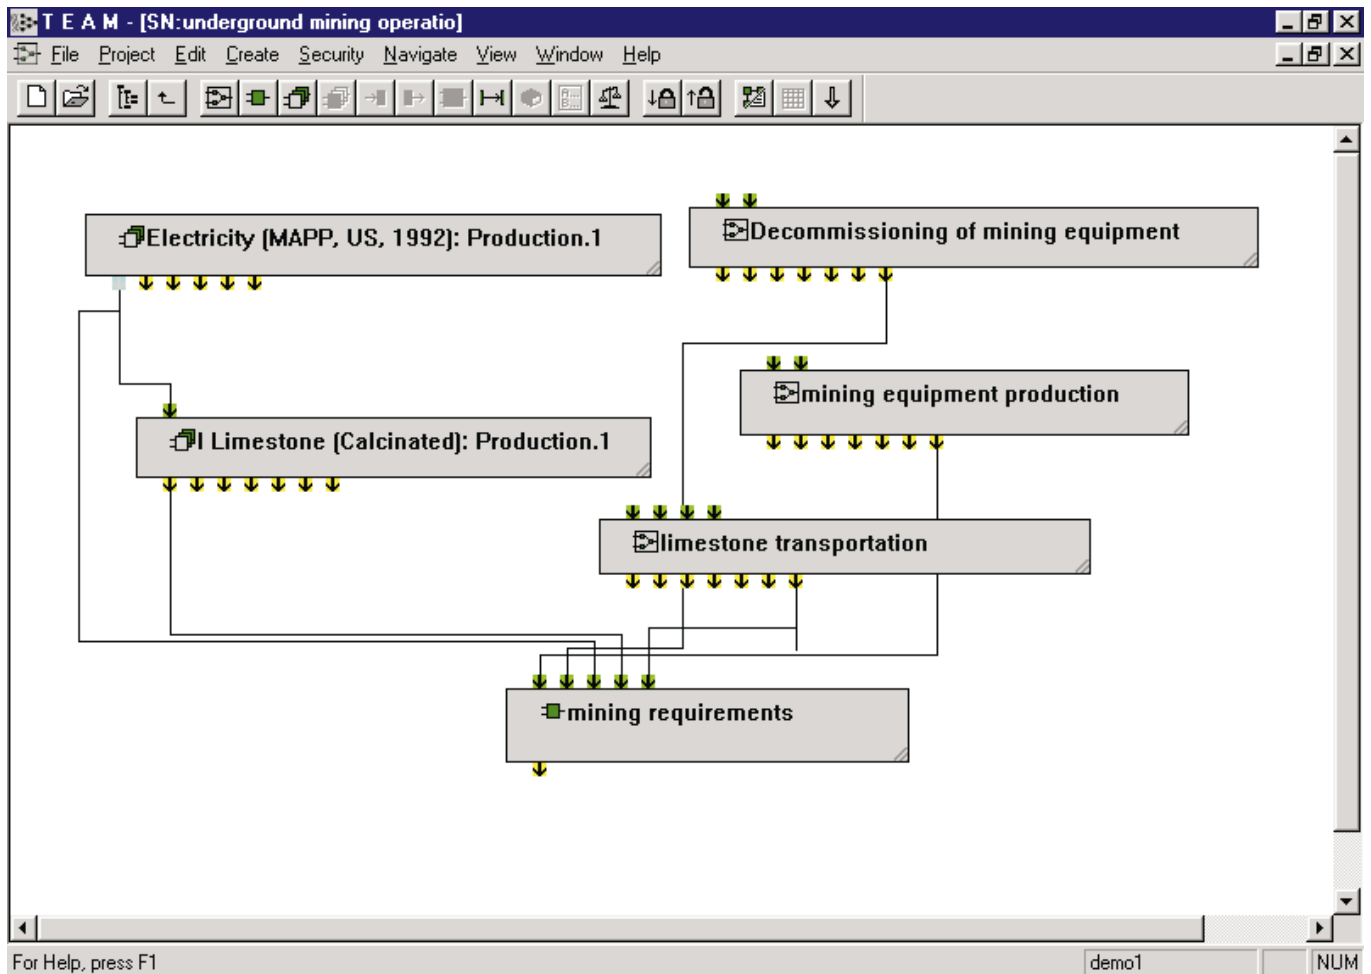 T E A M - [SN:underground mining operatio]
File Project Edit Create Security Navigate View Window Help
Electricity (MAPP, US, 1992): Production.1
Decommissioning of mining equipment
mining equipment production
l Limestone (Calcinated): Production.1
limestone transportation
mining requirements
For Help, press F1 demo1 NUM